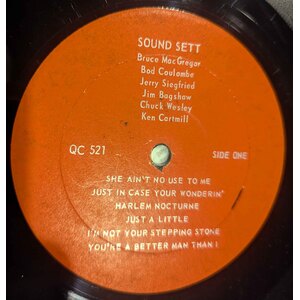 SOUND SETT
Bruce MacGregor
Bod Coulombe
Jerry Siegfried
Jim Bagshaw
Chuck Wesley
Ken Cartmill
QC 521
SIDE ONE
SHE AIN'T NO USE TO ME
JUST IN CASE YOUR WONDERIN'
HARLEM NOCTURNE
JUST A LITTLE
I'M NOT YOUR STEPPING STONE
YOU'RE A BETTER MAN THAN I